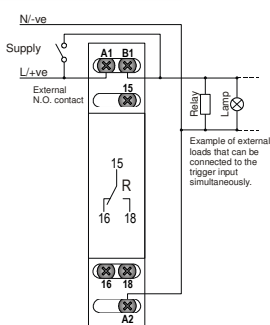 N/-ve
Supply
L/+ve
External
N.O. contact
A1 B1
15
15
R
16 18
16 18
A2
Relay
Lamp
Example of external
loads that can be
connected to the
trigger input
simultaneously.